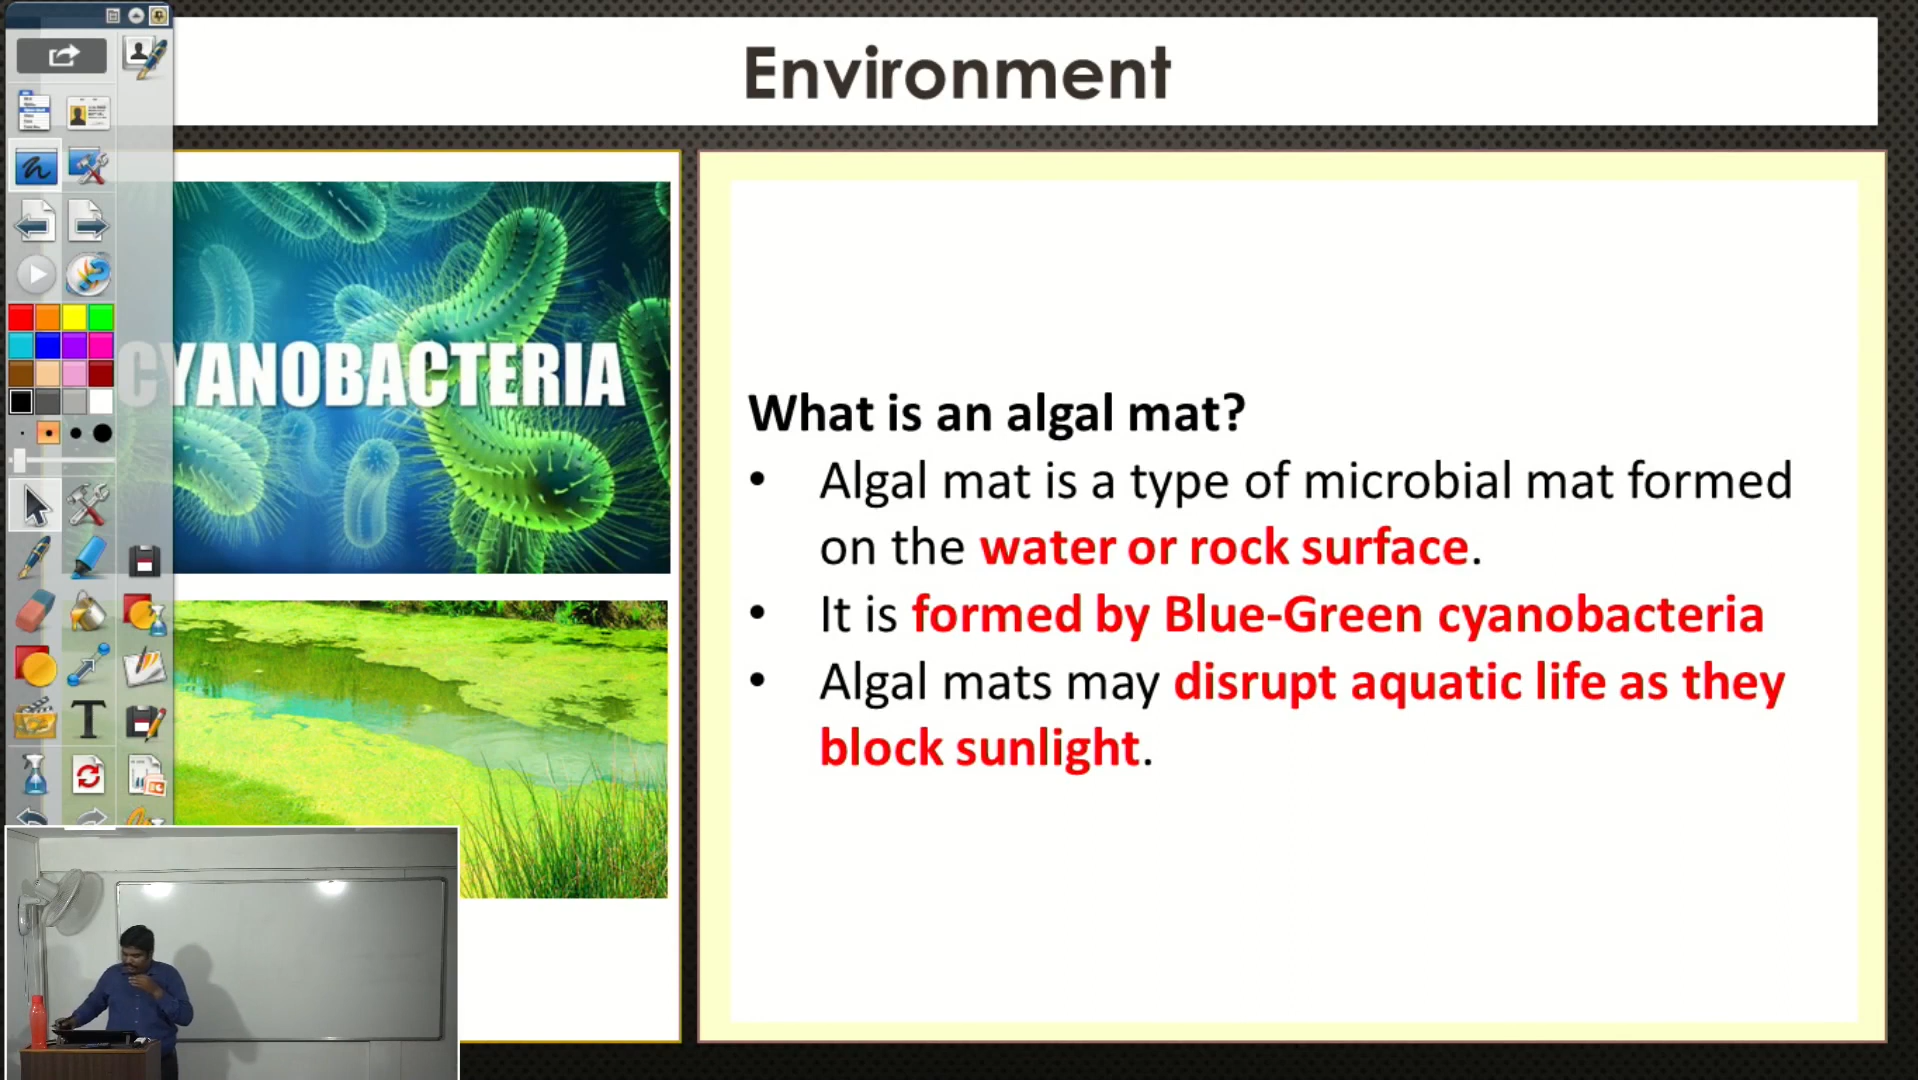 Environment
CYANOBACTERIA
What is an algal mat?
• Algal mat is a type of microbial mat formed
on the water or rock surface.
• It is formed by Blue-Green cyanobacteria
• Algal mats may disrupt aquatic life as they
block sunlight.